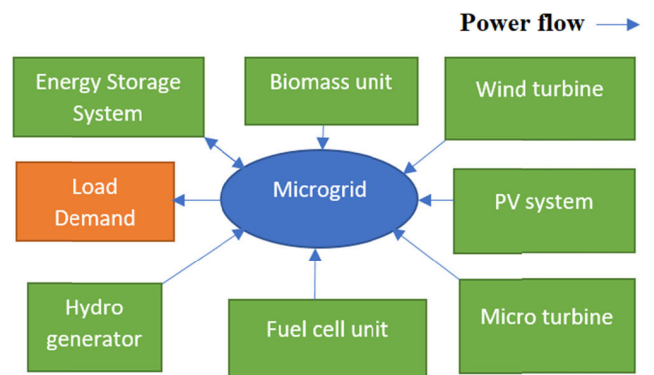 Power flow
Energy Storage
System
Biomass unit
Wind turbine
Load
Demand
Microgrid
PV system
Hydro
generator
Fuel cell unit
Micro turbine